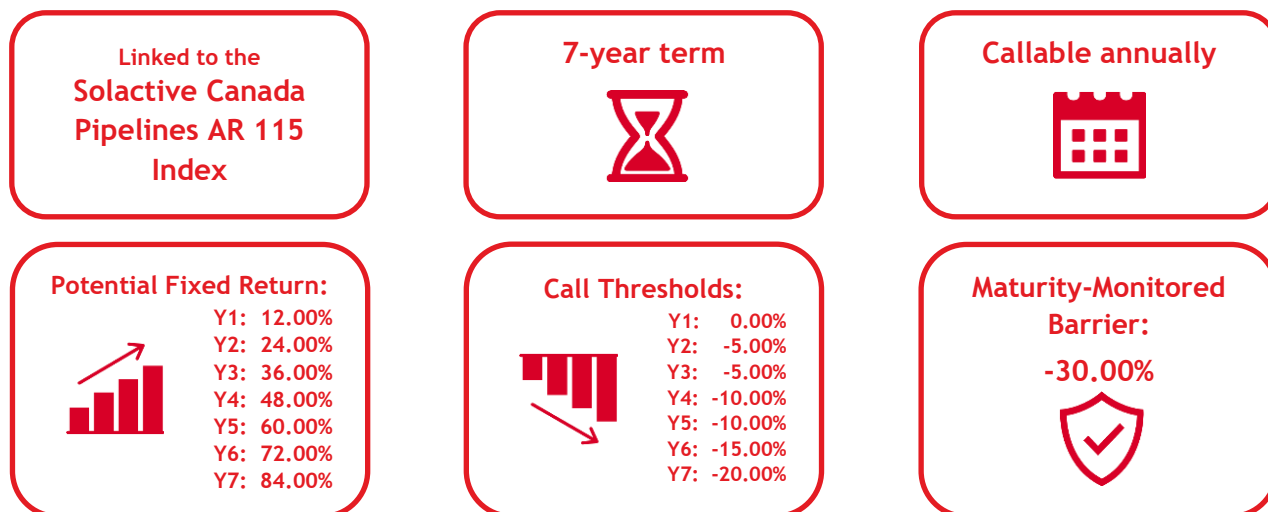 Linked to the
Solactive Canada
Pipelines AR 115
Index
7-year term
Callable annually
Potential Fixed Return:
Y1: 12.00%
Y2: 24.00%
Y3: 36.00%
Y4: 48.00%
Y5: 60.00%
Y6: 72.00%
Y7: 84.00%
Call Thresholds:
Y1: 0.00%
Y2: -5.00%
Y3: -5.00%
Y4: -10.00%
Y5: -10.00%
Y6: -15.00%
Y7: -20.00%
Maturity-Monitored
Barrier:
-30.00%